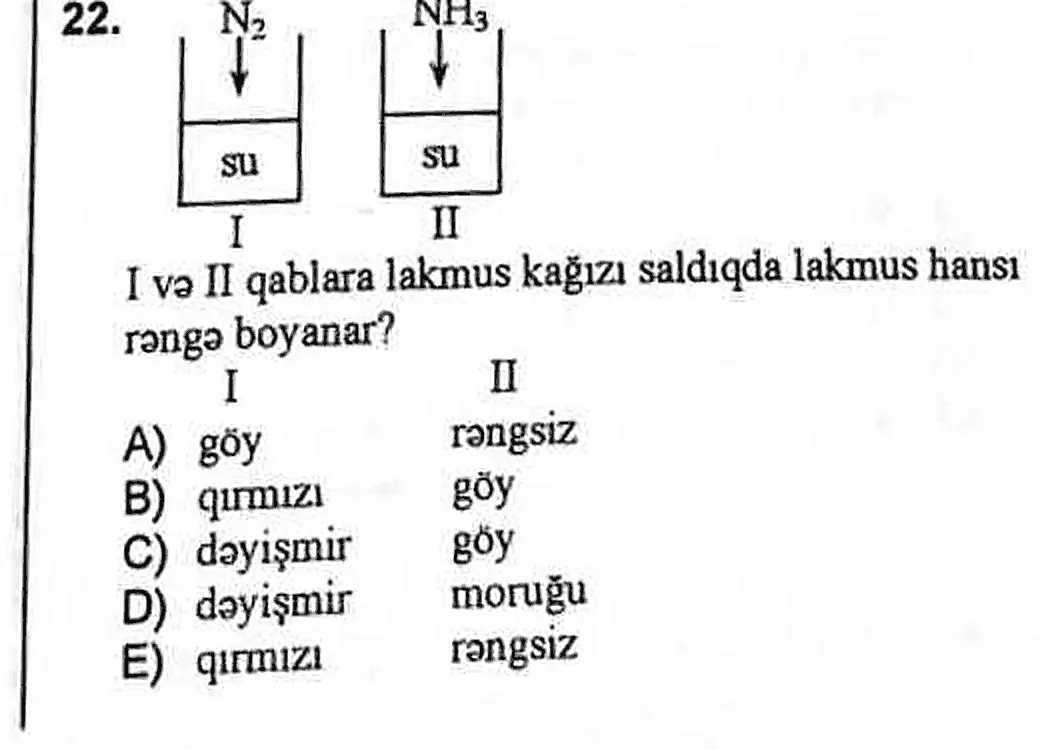 22.
N₂ NH₃
su su
I II
I və II qablara lakmus kağızı saldıqda lakmus hansı
rəngə boyanar?
I II
A) göy rəngsiz
B) qırmızı göy
C) dəyişmir göy
D) dəyişmir moruğu
E) qırmızı rəngsiz